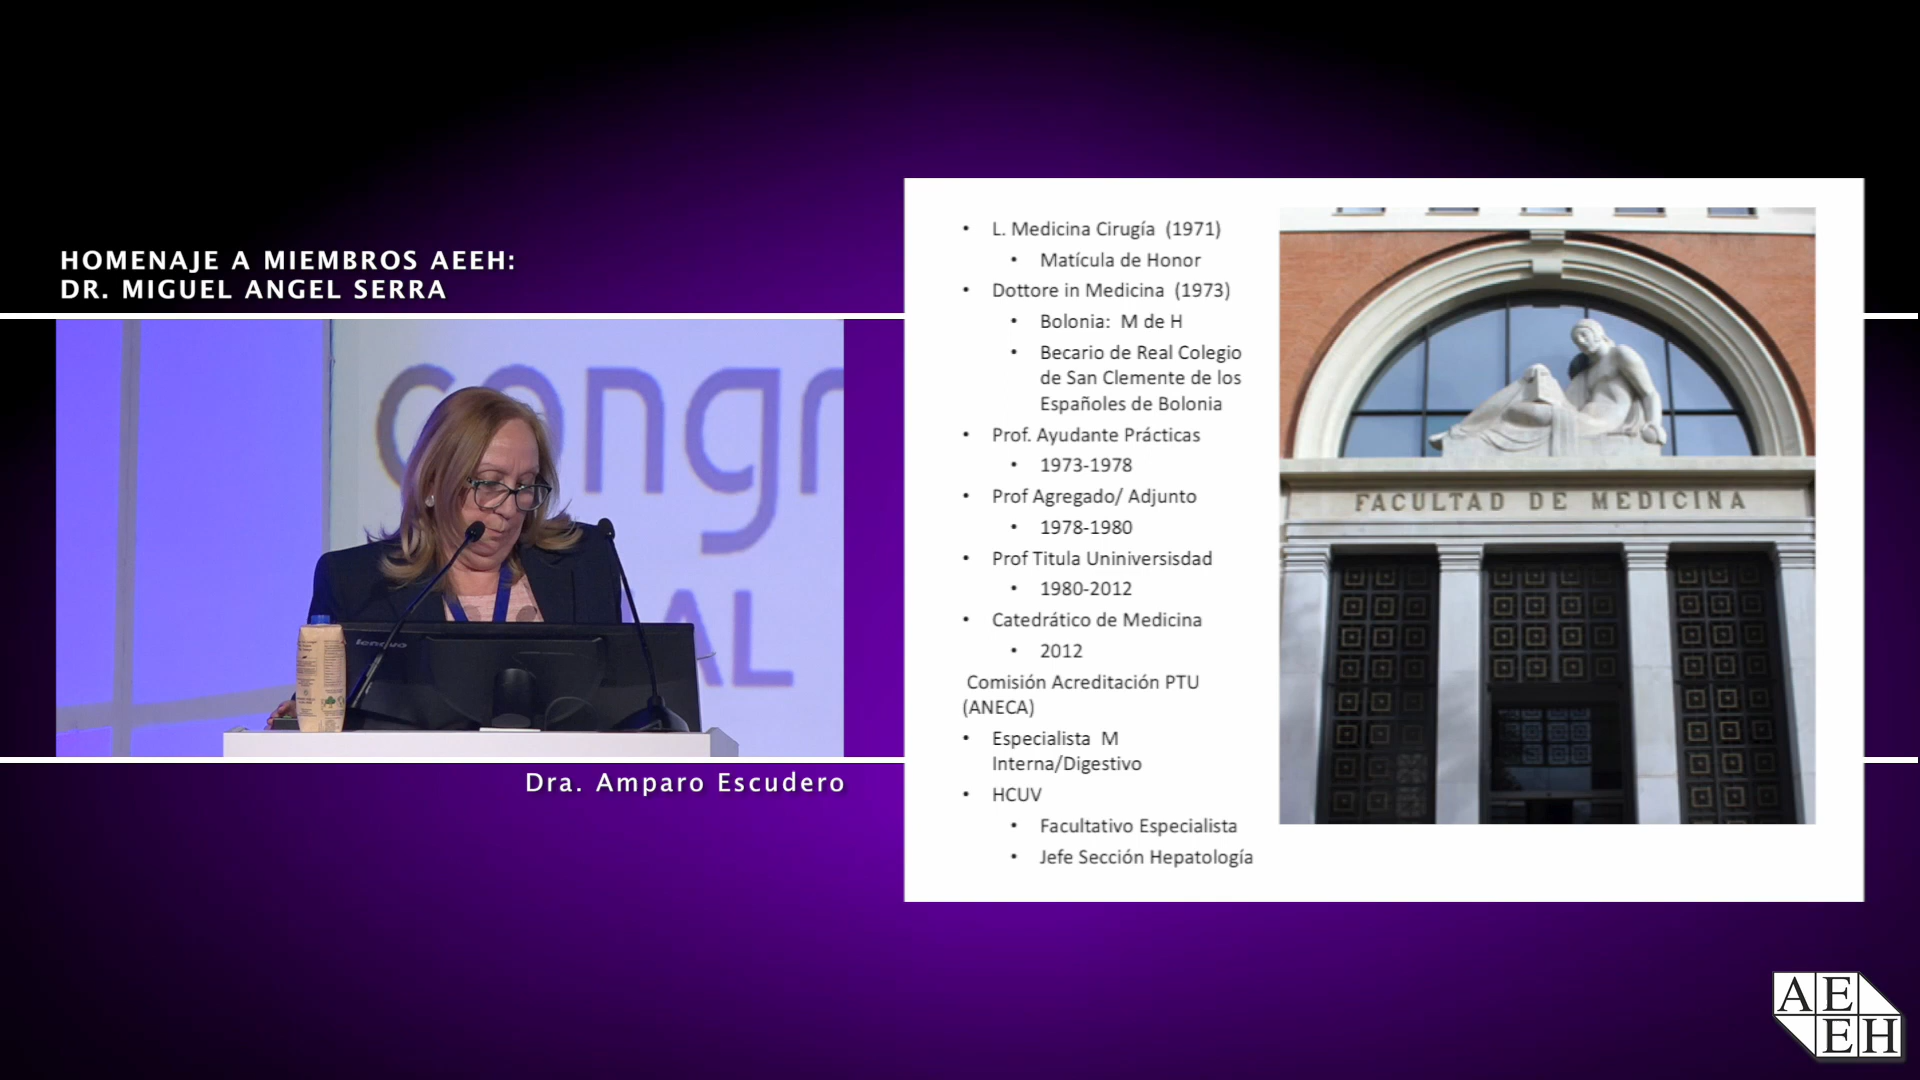 HOMENAJE A MIEMBROS AEEH:
DR. MIGUEL ANGEL SERRA
congr
AL
lenovo
Dra. Amparo Escudero
• L. Medicina Cirugía (1971)
• Matícula de Honor
• Dottore in Medicina (1973)
• Bolonia: M de H
• Becario de Real Colegio
de San Clemente de los
Españoles de Bolonia
• Prof. Ayudante Prácticas
• 1973-1978
• Prof Agregado/ Adjunto
• 1978-1980
• Prof Titula Uniniversisdad
• 1980-2012
• Catedrático de Medicina
• 2012
Comisión Acreditación PTU
(ANECA)
• Especialista M
Interna/Digestivo
• HCUV
• Facultativo Especialista
• Jefe Sección Hepatología
FACULTAD DE MEDICINA
AE
EH